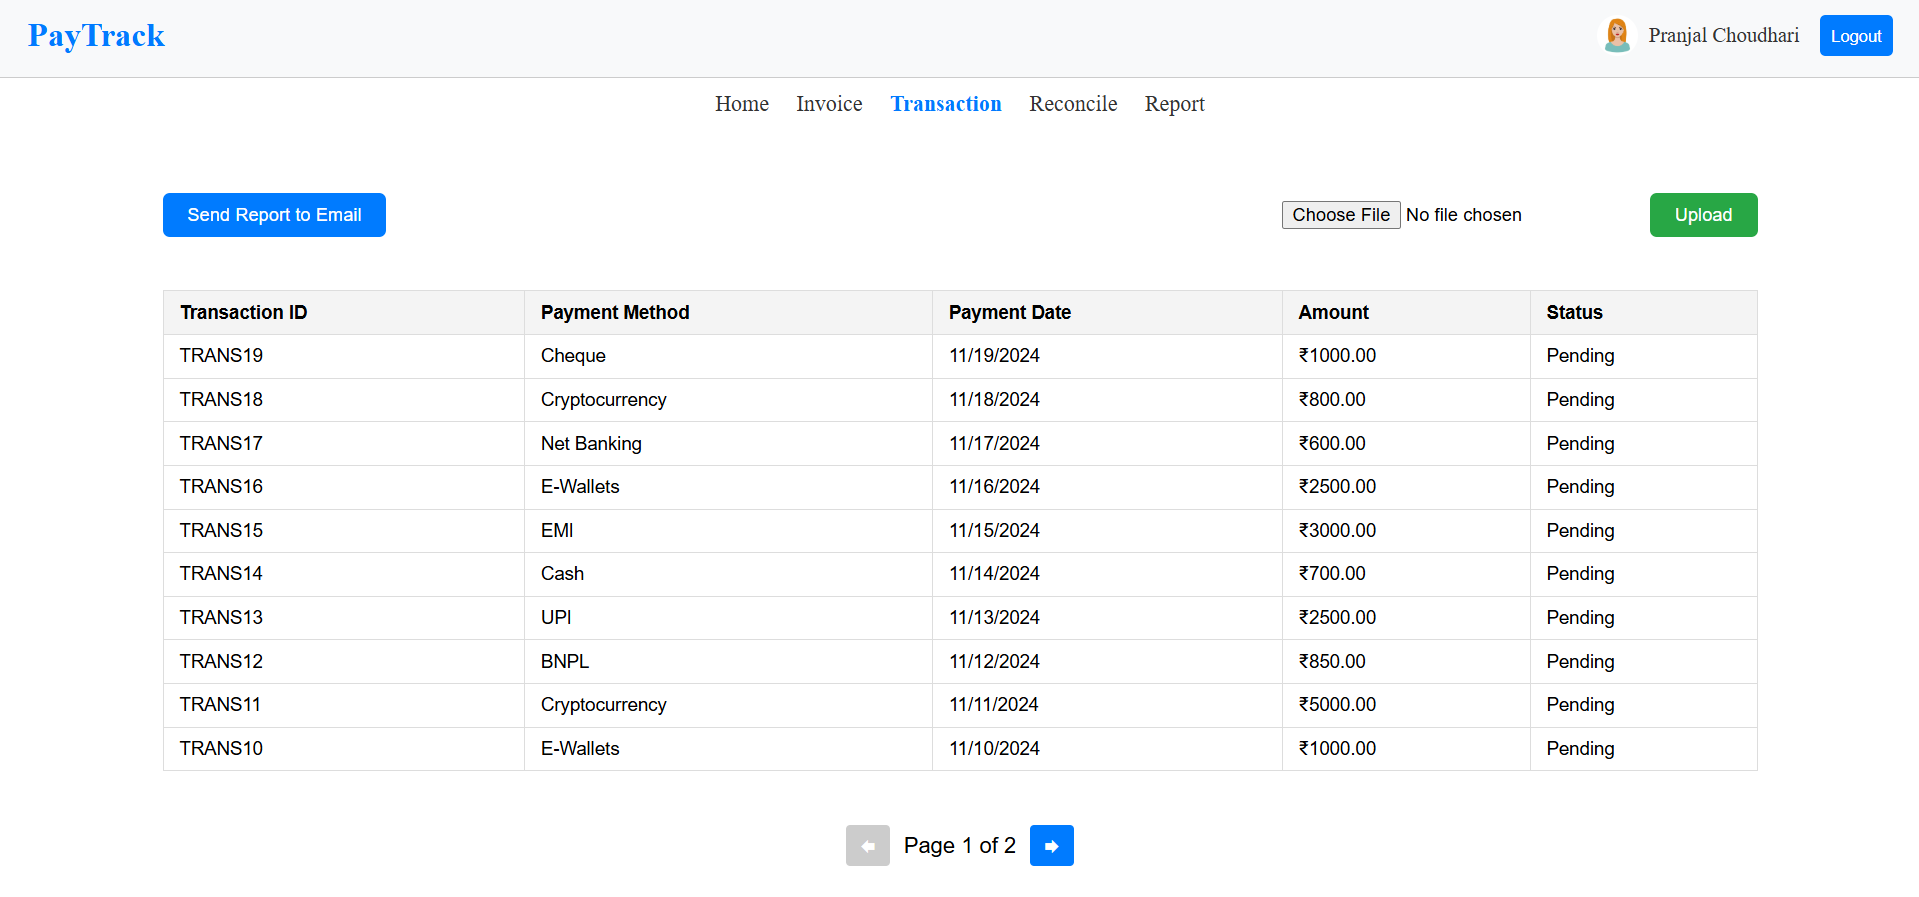 PayTrack
Pranjal Choudhari
Logout
Home Invoice Transaction Reconcile Report
Send Report to Email
Choose File No file chosen
Upload
Transaction ID Payment Method Payment Date Amount Status
TRANS19 Cheque 11/19/2024 ₹1000.00 Pending
TRANS18 Cryptocurrency 11/18/2024 ₹800.00 Pending
TRANS17 Net Banking 11/17/2024 ₹600.00 Pending
TRANS16 E-Wallets 11/16/2024 ₹2500.00 Pending
TRANS15 EMI 11/15/2024 ₹3000.00 Pending
TRANS14 Cash 11/14/2024 ₹700.00 Pending
TRANS13 UPI 11/13/2024 ₹2500.00 Pending
TRANS12 BNPL 11/12/2024 ₹850.00 Pending
TRANS11 Cryptocurrency 11/11/2024 ₹5000.00 Pending
TRANS10 E-Wallets 11/10/2024 ₹1000.00 Pending
Page 1 of 2